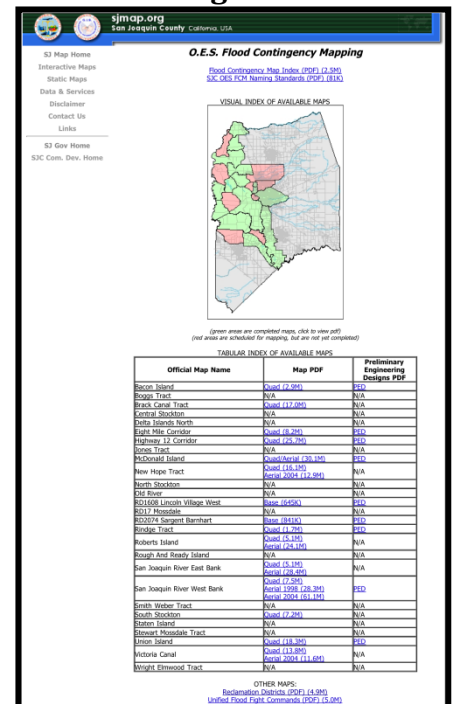 sjmap.org
San Joaquin County California, USA
SJ Map Home
Interactive Maps
Static Maps
Data & Services
Disclaimer
Contact Us
Links
SJ Gov Home
SJC Com. Dev. Home
O.E.S. Flood Contingency Mapping
Flood Contingency Map Index (PDF) (2.5M)
SJC OES FCM Naming Standards (PDF) (81K)
VISUAL INDEX OF AVAILABLE MAPS
(green areas are completed maps, click to view pdf)
(red areas are scheduled for mapping, but are not yet completed)
TABULAR INDEX OF AVAILABLE MAPS
Official Map Name Map PDF Preliminary Engineering Designs PDF
Bacon Island Quad (2.9M) PED
Boggs Tract N/A N/A
Brack Canal Tract Quad (17.0M) N/A
Central Stockton N/A N/A
Delta Islands North N/A N/A
Eight Mile Corridor Quad (8.2M) PED
Highway 12 Corridor Quad (25.7M) PED
Jones Tract N/A N/A
McDonald Island Quad/Aerial (30.1M) PED
New Hope Tract Quad (16.1M) Aerial 2004 (12.9M) N/A
North Stockton N/A N/A
Old River N/A N/A
RD1608 Lincoln Village West Base (645K) PED
RD17 Mossdale N/A N/A
RD2074 Sargent Barnhart Base (841K) PED
Rindge Tract Quad (1.7M) PED
Roberts Island Quad (5.1M) Aerial (24.1M) N/A
Rough And Ready Island N/A N/A
San Joaquin River East Bank Quad (5.1M) Aerial (28.4M) N/A
San Joaquin River West Bank Quad (7.5M) Aerial 1998 (28.3M) Aerial 2004 (61.1M) PED
Smith Weber Tract N/A N/A
South Stockton Quad (7.2M) N/A
Staten Island N/A N/A
Stewart Mossdale Tract N/A N/A
Union Island Quad (18.3M) PED
Victoria Canal Quad (13.8M) Aerial 2004 (11.6M) N/A
Wright Elmwood Tract N/A N/A
OTHER MAPS:
Reclamation Districts (PDF) (4.9M)
Unified Flood Fight Commands (PDF) (5.0M)